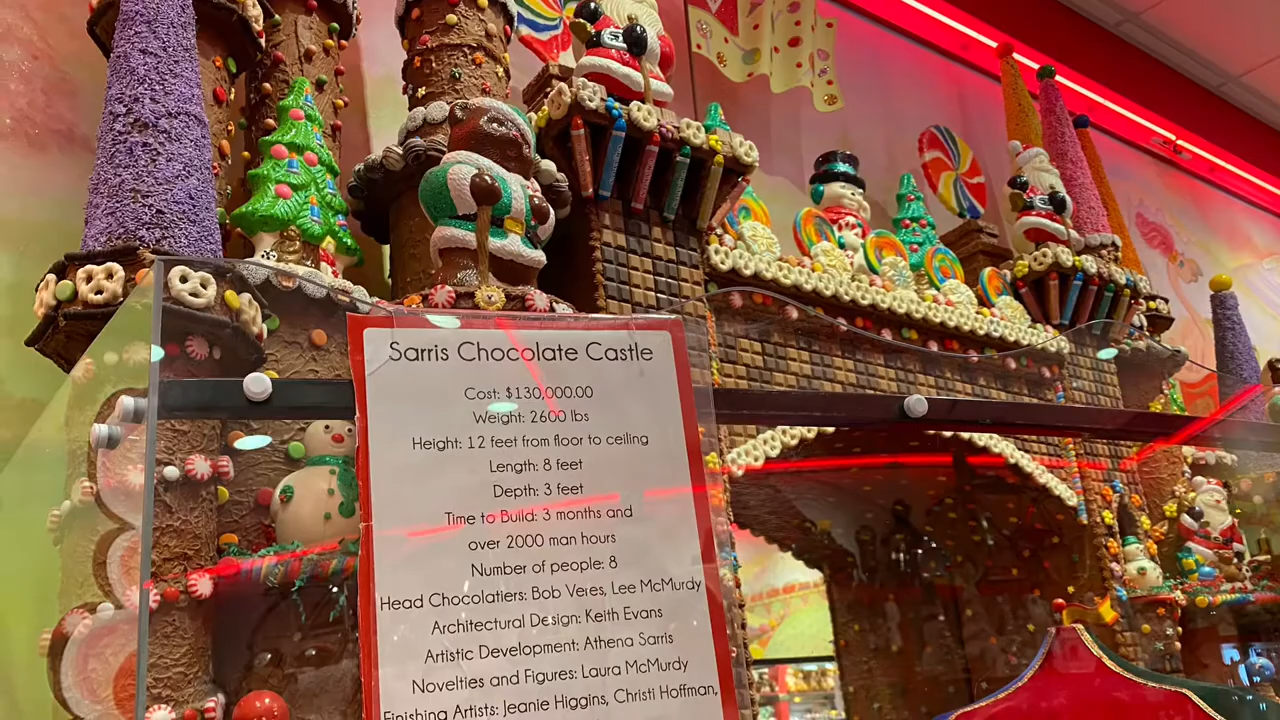 Sarris Chocolate Castle
Cost: $130,000.00
Weight: 2600 lbs
Height: 12 feet from floor to ceiling
Length: 8 feet
Depth: 3 feet
Time to Build: 3 months and
over 2000 man hours
Number of people: 8
Head Chocolatiers: Bob Veres, Lee McMurdy
Architectural Design: Keith Evans
Artistic Development: Athena Sarris
Novelties and Figures: Laura McMurdy
Finishing Artists: Jeanie Higgins, Christi Hoffman,